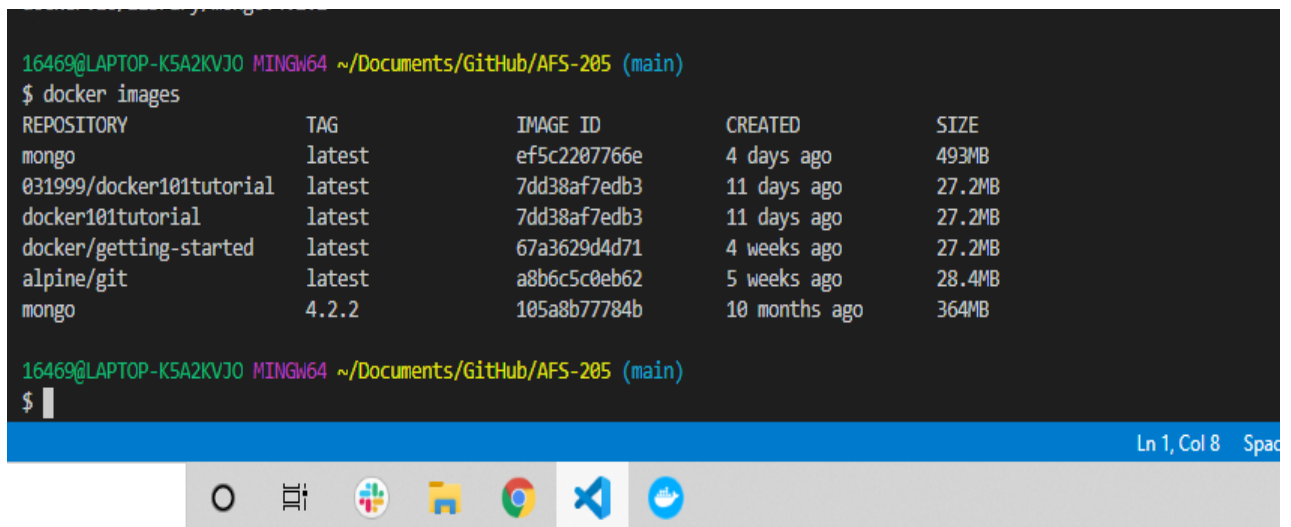 16469@LAPTOP-K5A2KVJO MINGW64 ~/Documents/GitHub/AFS-205 (main)
$ docker images
REPOSITORY TAG IMAGE ID CREATED SIZE
mongo latest ef5c2207766e 4 days ago 493MB
031999/docker101tutorial latest 7dd38af7edb3 11 days ago 27.2MB
docker101tutorial latest 7dd38af7edb3 11 days ago 27.2MB
docker/getting-started latest 67a3629d4d71 4 weeks ago 27.2MB
alpine/git latest a8b6c5c0eb62 5 weeks ago 28.4MB
mongo 4.2.2 105a8b77784b 10 months ago 364MB
16469@LAPTOP-K5A2KVJO MINGW64 ~/Documents/GitHub/AFS-205 (main)
$
Ln 1, Col 8 Spac